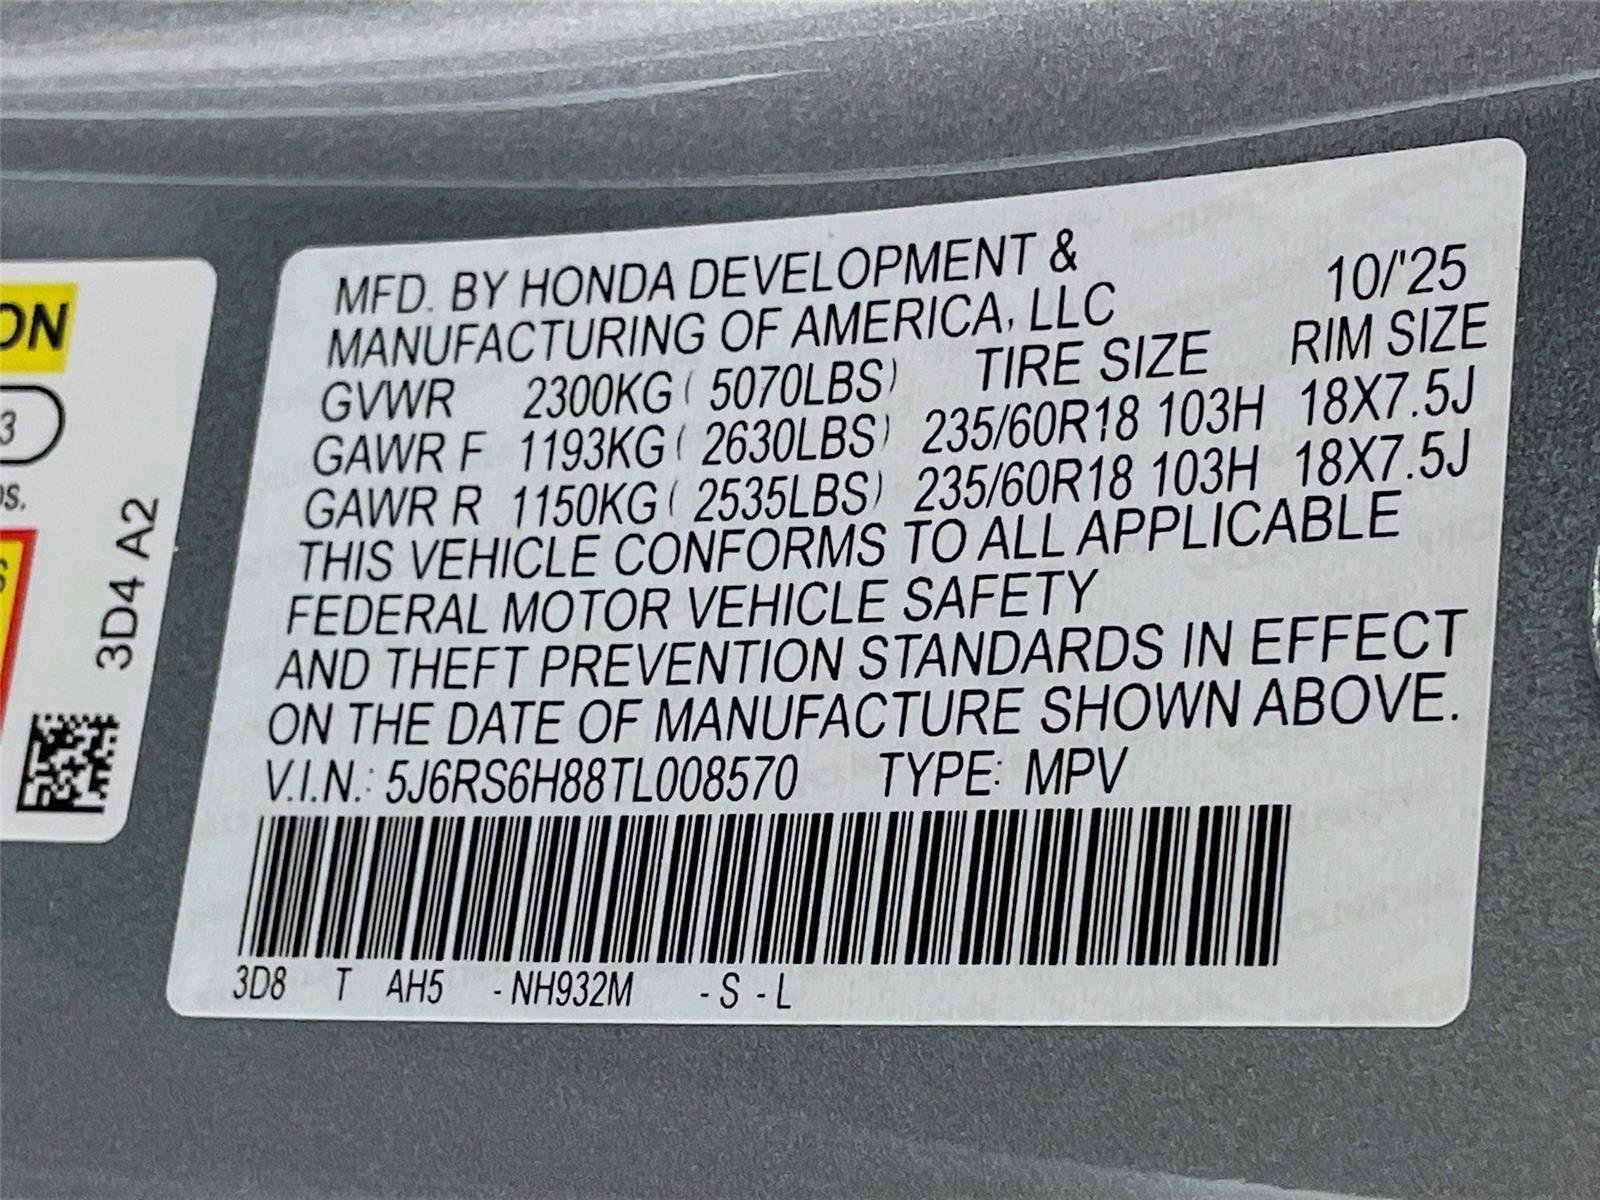 ON
3
3D4 A2
MFD. BY HONDA DEVELOPMENT &
MANUFACTURING OF AMERICA, LLC 10/'25
GVWR 2300KG( 5070LBS) TIRE SIZE RIM SIZE
GAWR F 1193KG( 2630LBS) 235/60R18 103H 18X7.5J
GAWR R 1150KG( 2535LBS) 235/60R18 103H 18X7.5J
THIS VEHICLE CONFORMS TO ALL APPLICABLE
FEDERAL MOTOR VEHICLE SAFETY
AND THEFT PREVENTION STANDARDS IN EFFECT
ON THE DATE OF MANUFACTURE SHOWN ABOVE.
V.I.N.: 5J6RS6H88TL008570 TYPE: MPV
3D8 T AH5 - NH932M - S - L